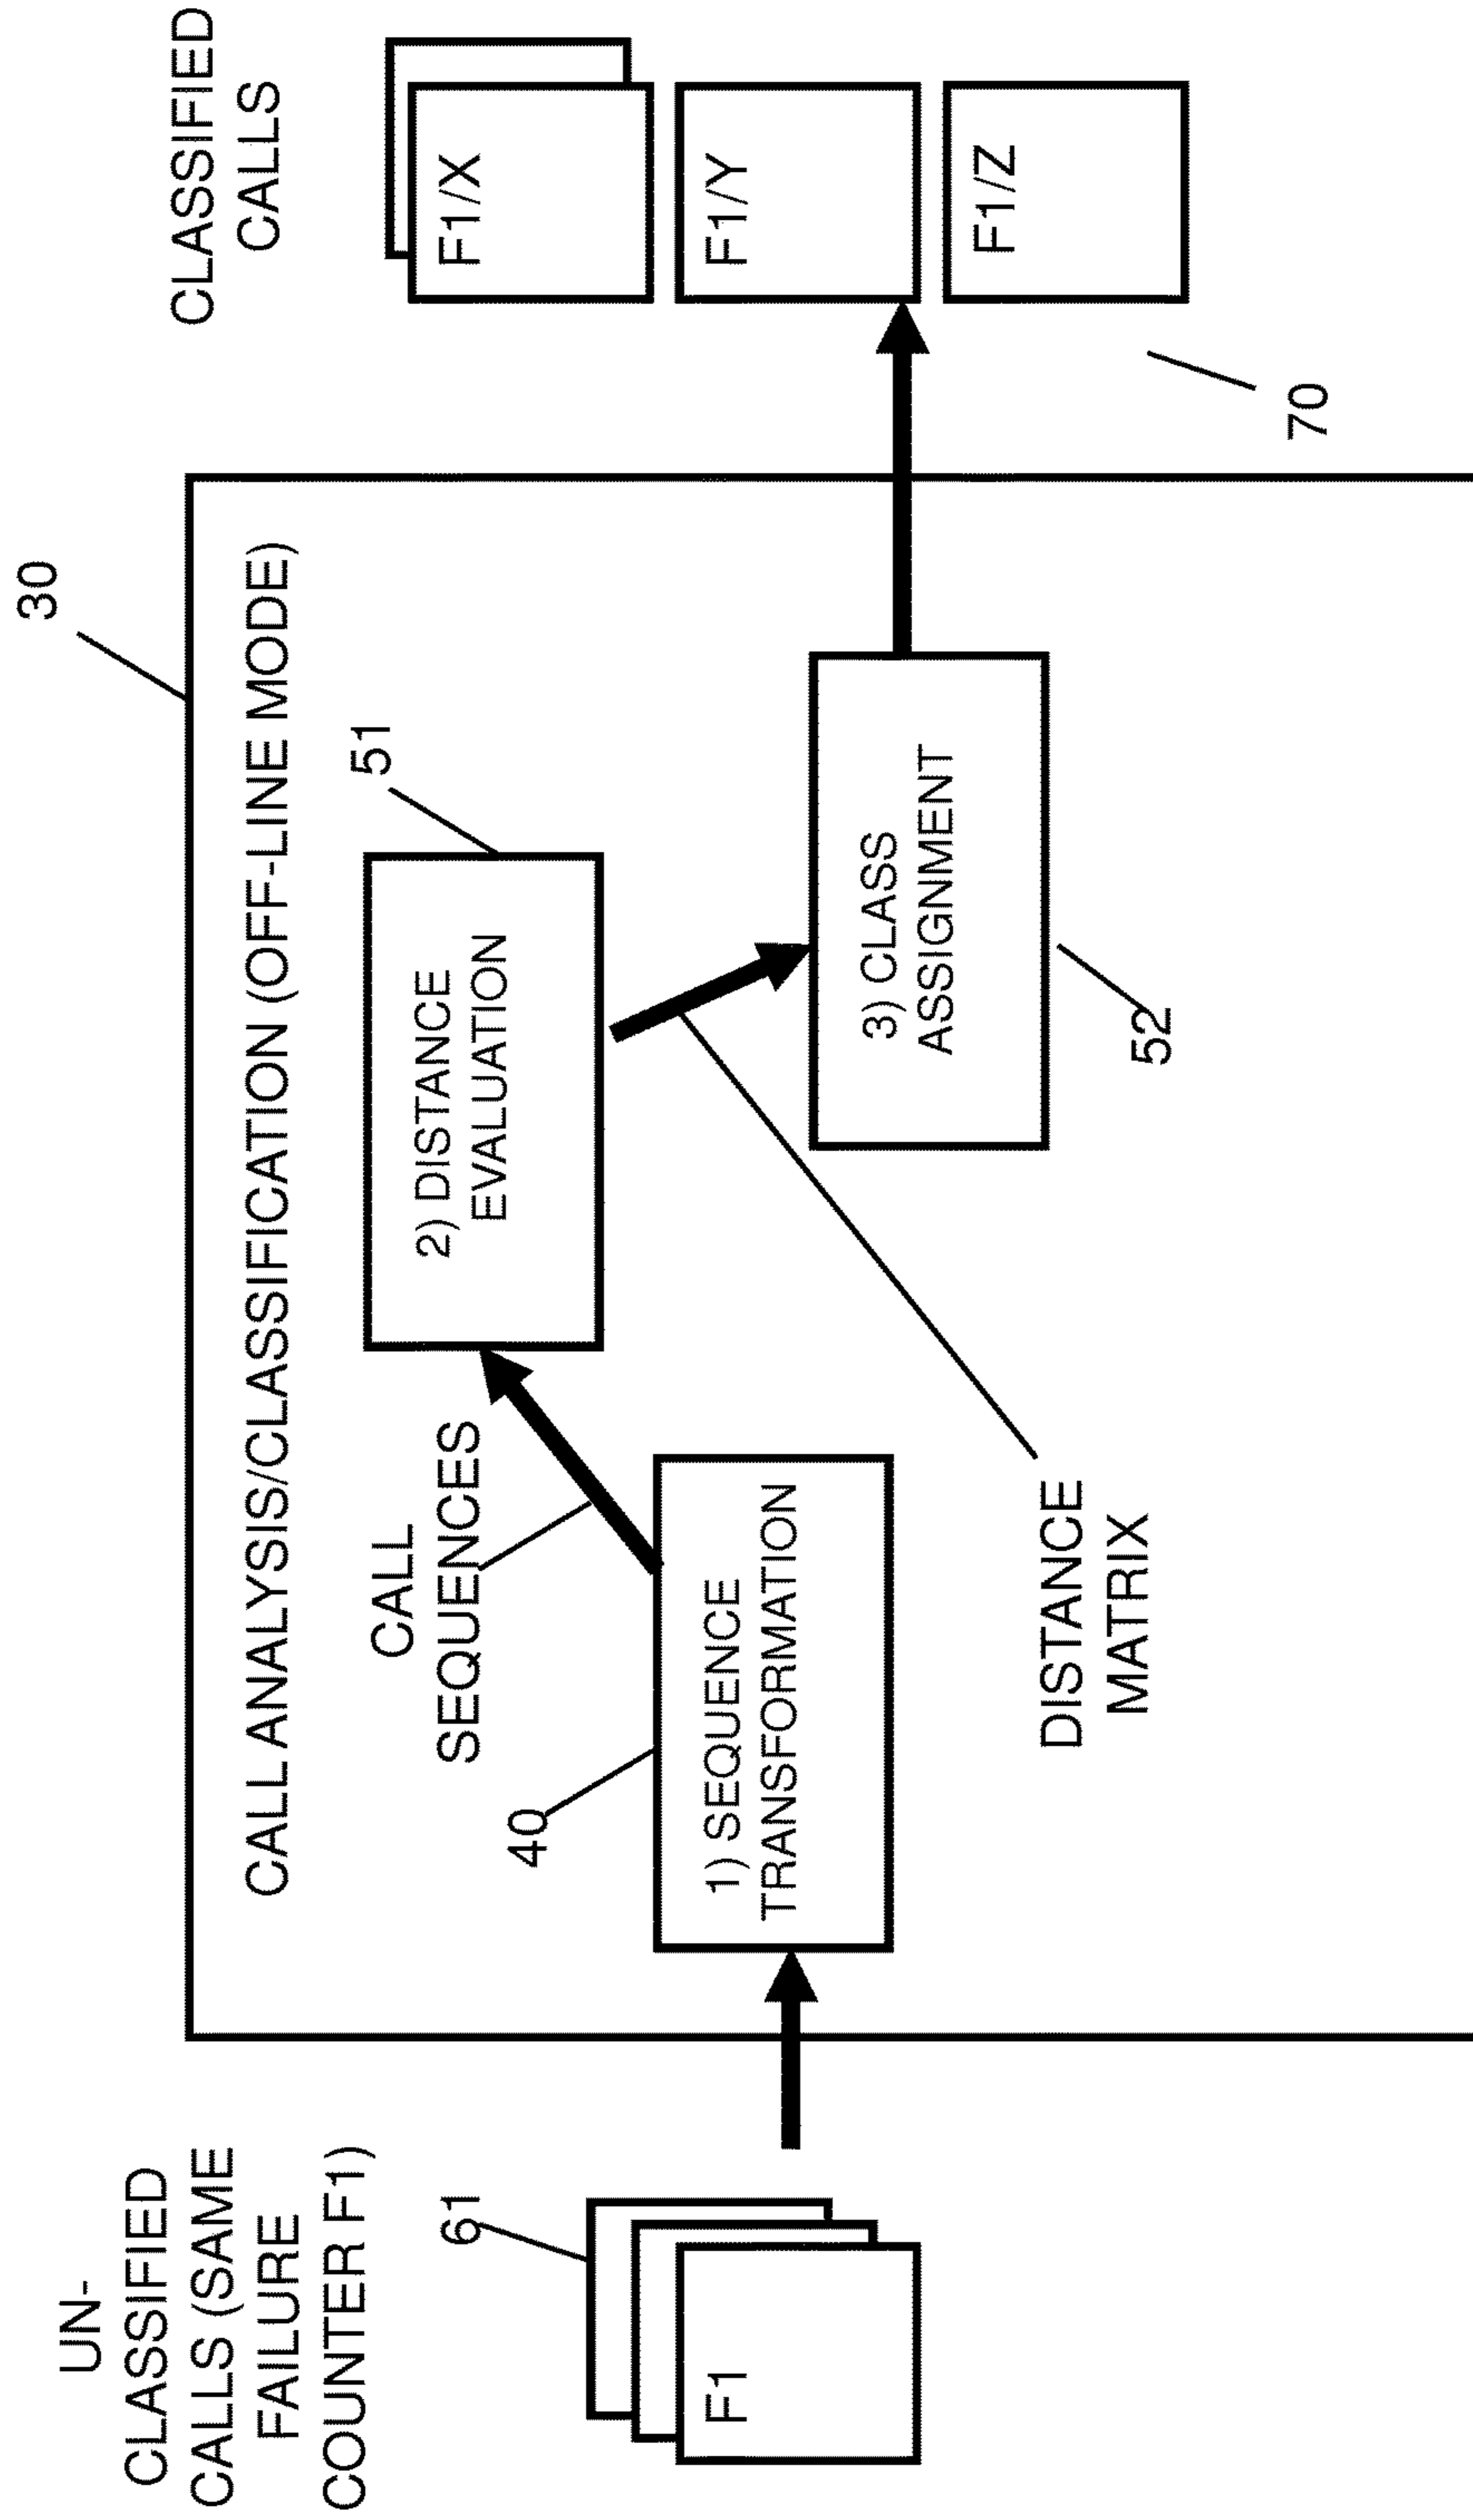 UN-
CLASSIFIED
CALLS (SAME
FAILURE
COUNTER F1)
61
F1
30
CALL ANALYSIS/CLASSIFICATION (OFF-LINE MODE)
CALL
SEQUENCES
40
1) SEQUENCE
TRANSFORMATION
51
2) DISTANCE
EVALUATION
DISTANCE
MATRIX
3) CLASS
ASSIGNMENT
52
CLASSIFIED
CALLS
F1/X
F1/Y
F1/Z
70